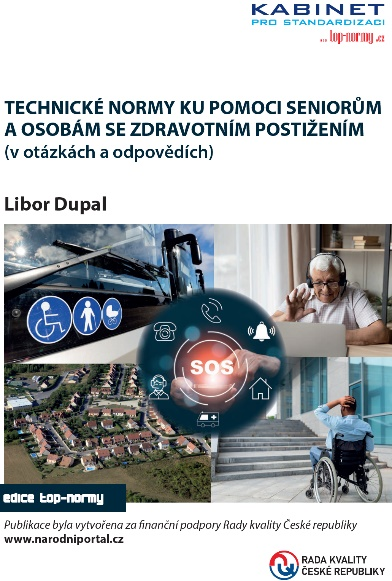 KABINET
PRO STANDARDIZACI
... top-normy.cz
TECHNICKÉ NORMY KU POMOCI SENIORŮM
A OSOBÁM SE ZDRAVOTNÍM POSTIŽENÍM
(v otázkách a odpovědích)
Libor Dupal
SOS
edice top-normy
Publikace byla vytvořena za finanční podpory Rady kvality České republiky
www.narodniportal.cz
RADA KVALITY
ČESKÉ REPUBLIKY